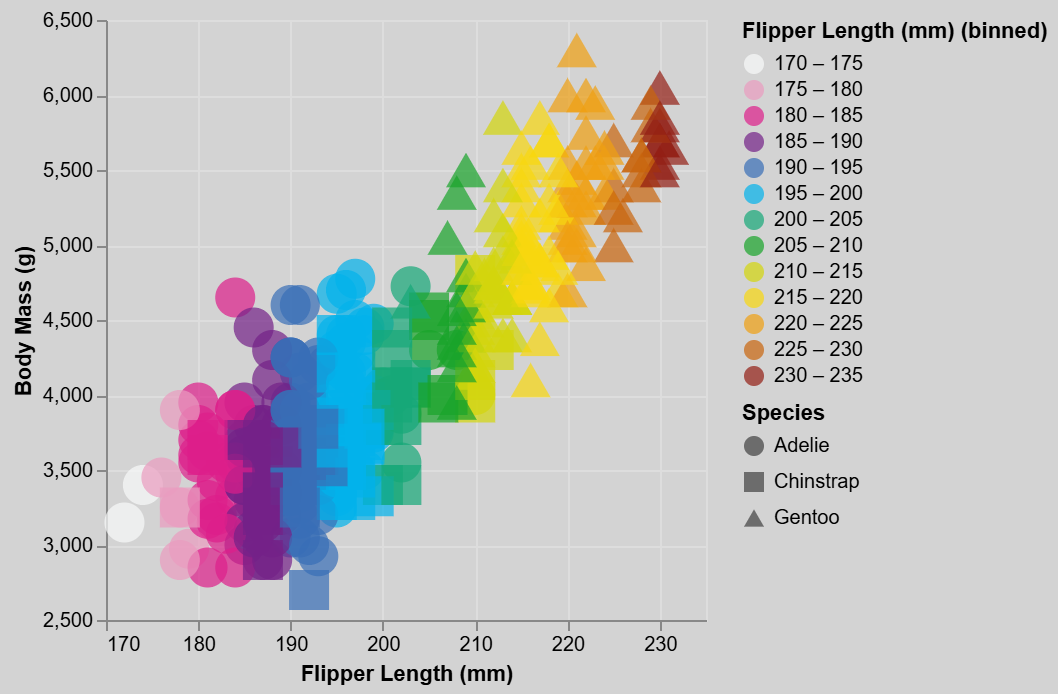 6,500
6,000
5,500
5,000
4,500
4,000
3,500
3,000
2,500
Body Mass (g)
170 180 190 200 210 220 230
Flipper Length (mm)
Flipper Length (mm) (binned)
170 – 175
175 – 180
180 – 185
185 – 190
190 – 195
195 – 200
200 – 205
205 – 210
210 – 215
215 – 220
220 – 225
225 – 230
230 – 235
Species
Adelie
Chinstrap
Gentoo